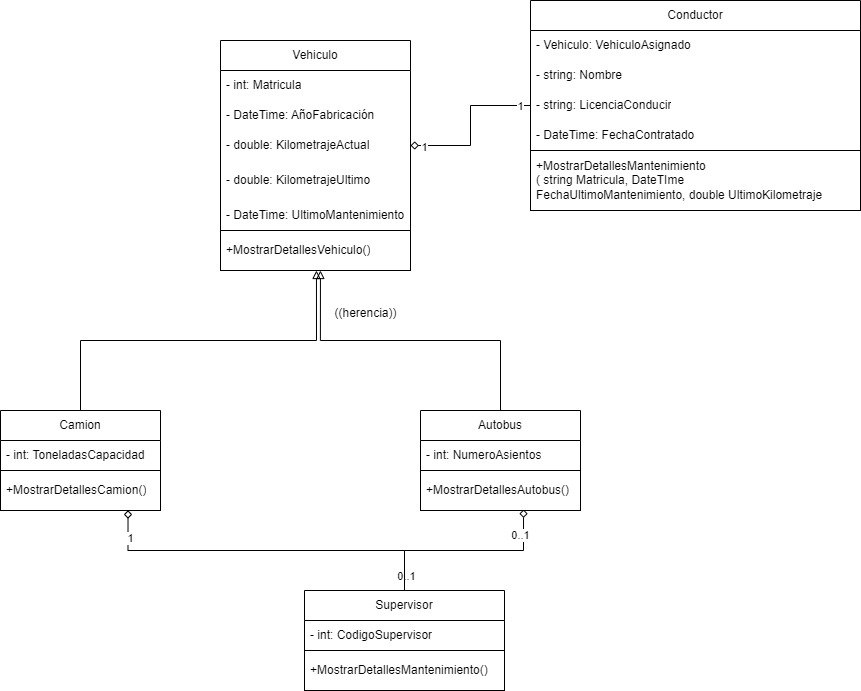 Conductor
- Vehiculo: VehiculoAsignado
- string: Nombre
- string: LicenciaConducir
- DateTime: FechaContratado
+MostrarDetallesMantenimiento
( string Matricula, DateTIme
FechaUltimoMantenimiento, double UltimoKilometraje
Vehiculo
- int: Matricula
- DateTime: AñoFabricación
- double: KilometrajeActual
- double: KilometrajeUltimo
- DateTime: UltimoMantenimiento
+MostrarDetallesVehiculo()
1
1
((herencia))
Camion
- int: ToneladasCapacidad
+MostrarDetallesCamion()
Autobus
- int: NumeroAsientos
+MostrarDetallesAutobus()
1
0..1
0..1
Supervisor
- int: CodigoSupervisor
+MostrarDetallesMantenimiento()